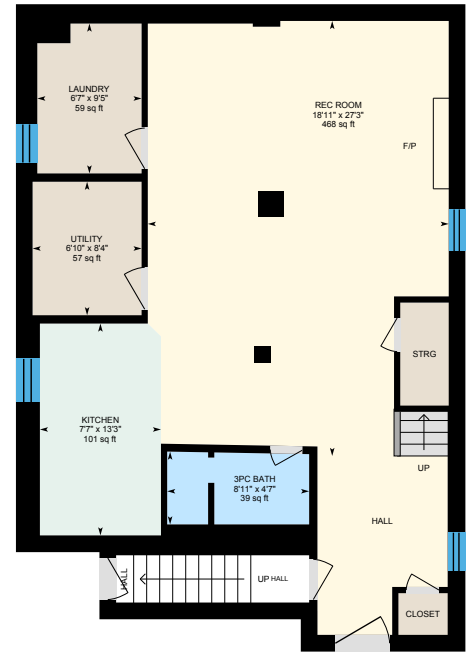 LAUNDRY
6'7" x 9'5"
59 sq ft
REC ROOM
18'11" x 27'3"
468 sq ft
F/P
UTILITY
6'10" x 8'4"
57 sq ft
STRG
KITCHEN
7'7" x 13'3"
101 sq ft
UP
3PC BATH
8'11" x 4'7"
39 sq ft
HALL
HALL
UP HALL
CLOSET